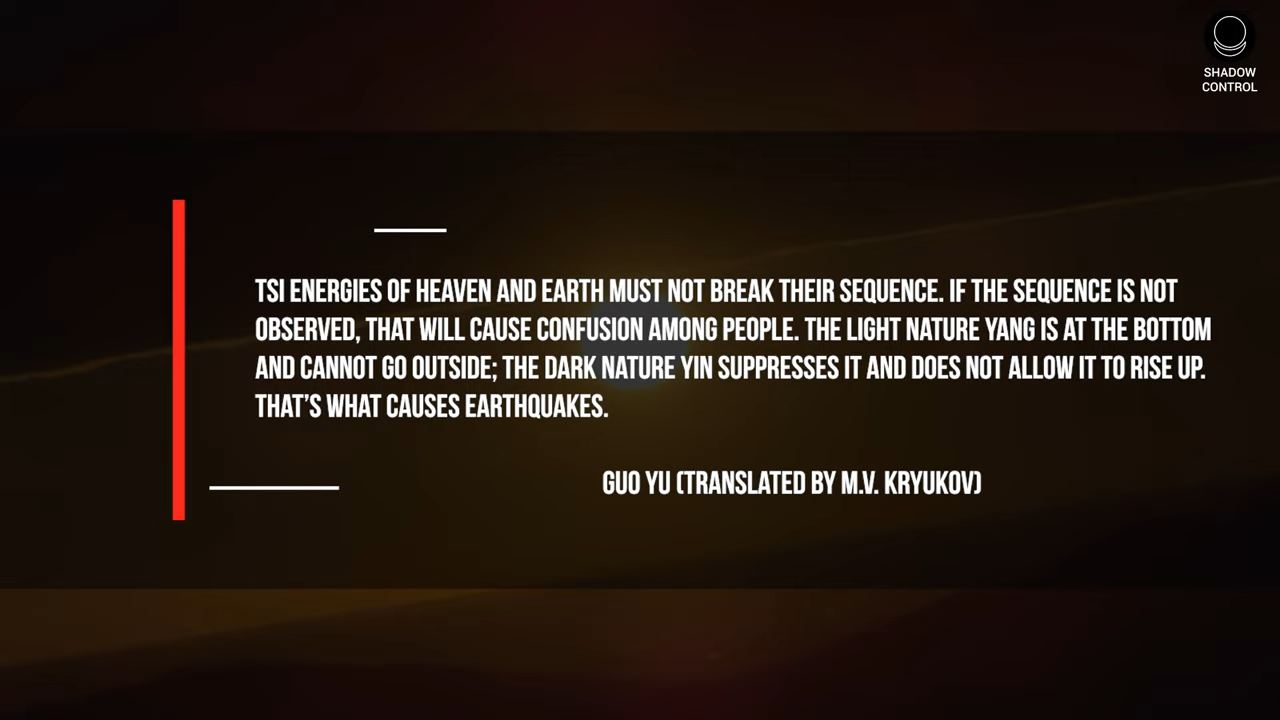 SHADOW
CONTROL
TSI ENERGIES OF HEAVEN AND EARTH MUST NOT BREAK THEIR SEQUENCE. IF THE SEQUENCE IS NOT
OBSERVED, THAT WILL CAUSE CONFUSION AMONG PEOPLE. THE LIGHT NATURE YANG IS AT THE BOTTOM
AND CANNOT GO OUTSIDE; THE DARK NATURE YIN SUPPRESSES IT AND DOES NOT ALLOW IT TO RISE UP.
THAT'S WHAT CAUSES EARTHQUAKES.
GUO YU (TRANSLATED BY M.V. KRYUKOV)